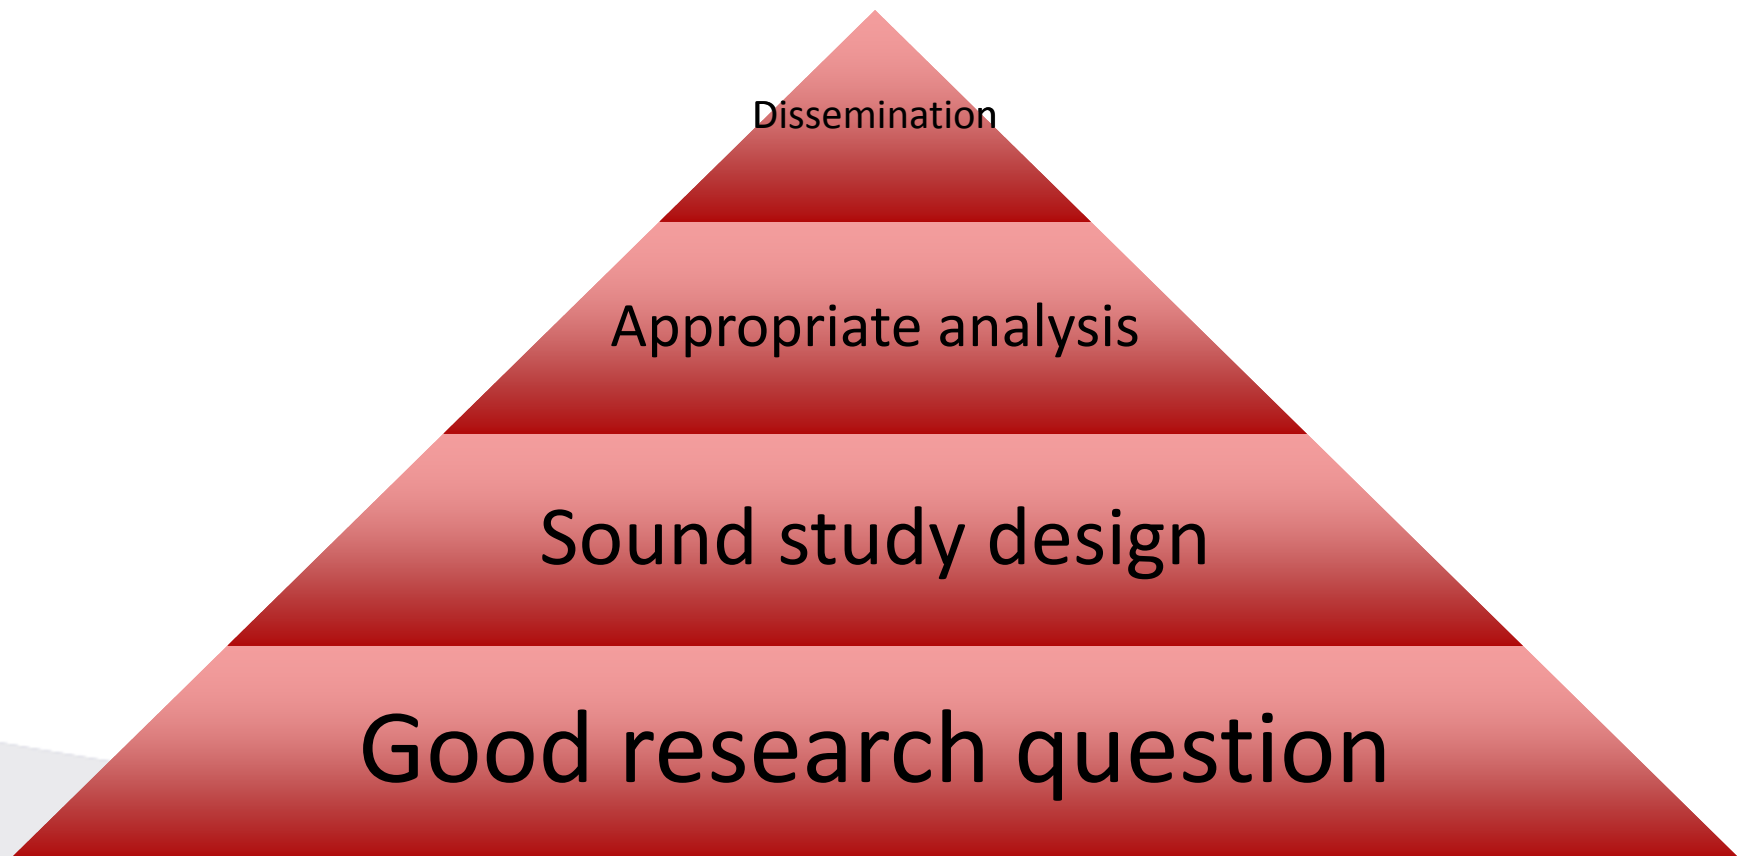 Dissemination
Appropriate analysis
Sound study design
Good research question